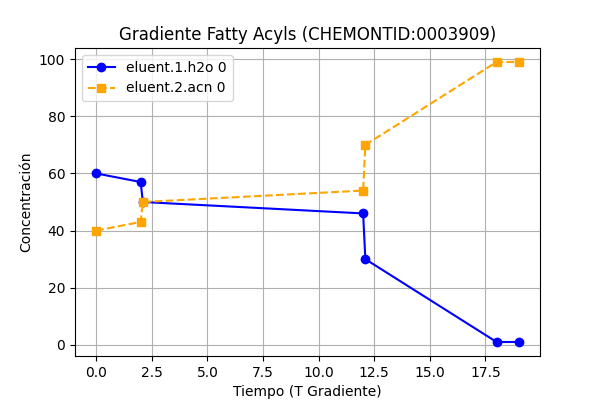 Gradiente Fatty Acyls (CHEMONTID:0003909)
eluent.1.h2o 0
eluent.2.acn 0
Concentración
100
80
60
40
20
0
0.0 2.5 5.0 7.5 10.0 12.5 15.0 17.5
Tiempo (T Gradiente)